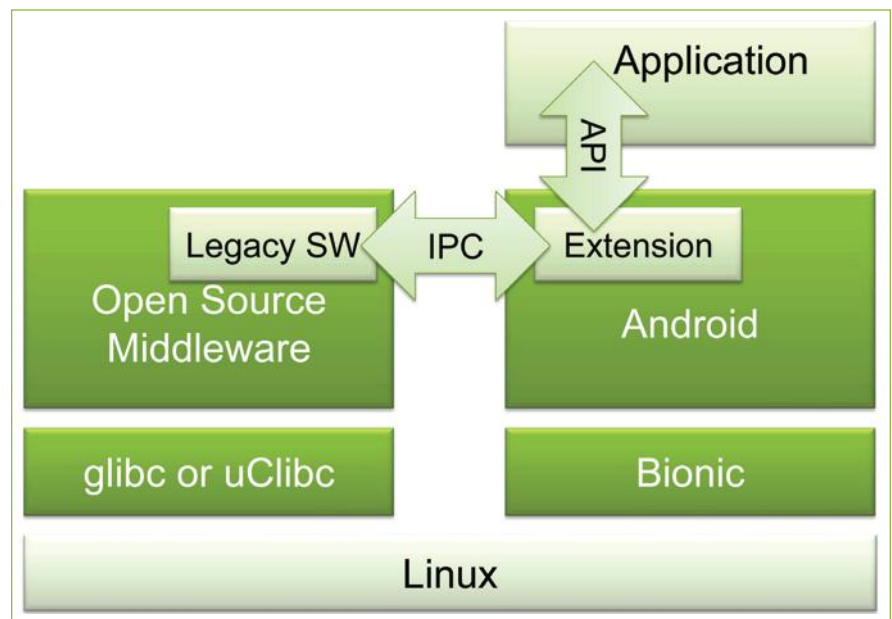 Application
API
Legacy SW
IPC
Extension
Open Source
Middleware
Android
glibc or uClibc
Bionic
Linux